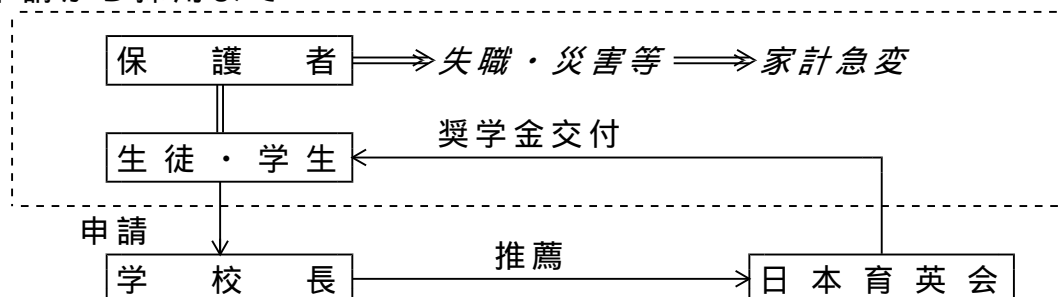 保護者 失職・災害等 家計急変
奨学金交付
生徒・学生
申請
推薦
学校長 日本育英会